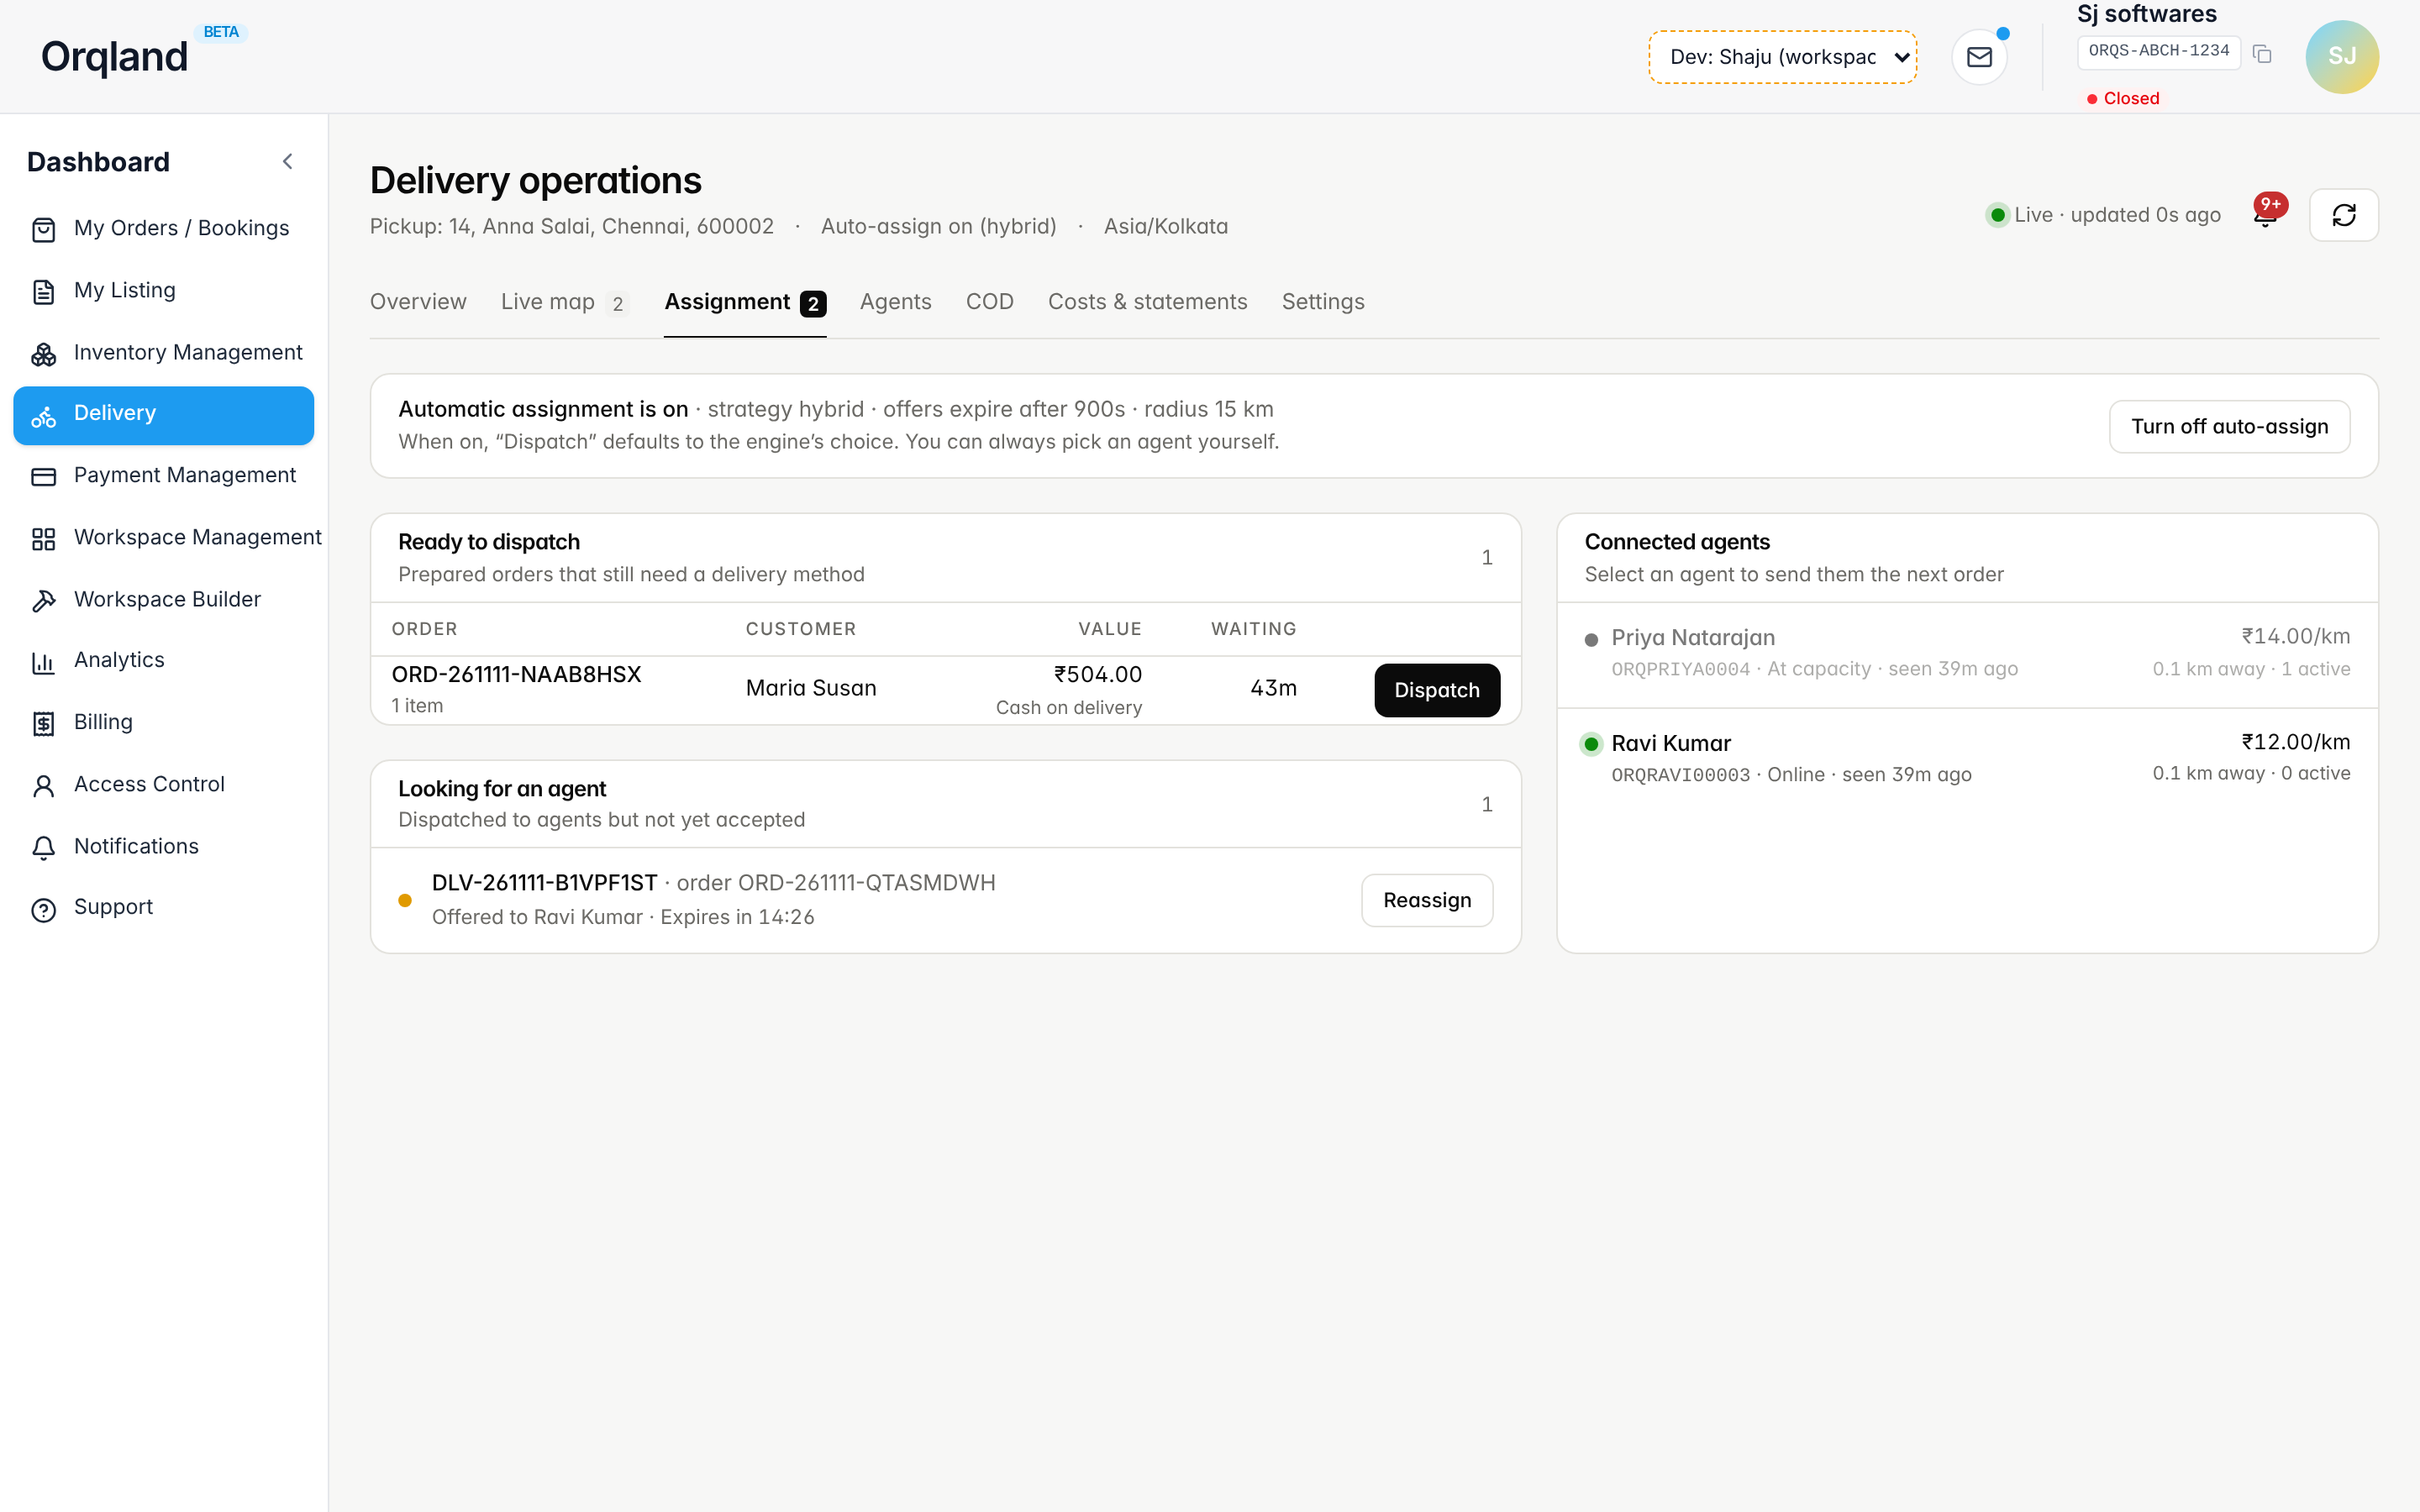 Orqland BETA
Dev: Shaju (workspac
Sj softwares
ORQS-ABCH-1234
Closed
SJ
Dashboard
My Orders / Bookings
My Listing
Inventory Management
Delivery
Payment Management
Workspace Management
Workspace Builder
Analytics
Billing
Access Control
Notifications
Support
Delivery operations
Pickup: 14, Anna Salai, Chennai, 600002 · Auto-assign on (hybrid) · Asia/Kolkata
Live · updated 0s ago
9+
Overview Live map 2 Assignment 2 Agents COD Costs & statements Settings
Automatic assignment is on · strategy hybrid · offers expire after 900s · radius 15 km
When on, “Dispatch” defaults to the engine’s choice. You can always pick an agent yourself.
Turn off auto-assign
Ready to dispatch
Prepared orders that still need a delivery method
1
ORDER CUSTOMER VALUE WAITING
ORD-261111-NAAB8HSX
1 item
Maria Susan
₹504.00
Cash on delivery
43m
Dispatch
Looking for an agent
Dispatched to agents but not yet accepted
1
DLV-261111-B1VPF1ST · order ORD-261111-QTASMDWH
Offered to Ravi Kumar · Expires in 14:26
Reassign
Connected agents
Select an agent to send them the next order
Priya Natarajan
₹14.00/km
ORQPRIYA0004 · At capacity · seen 39m ago
0.1 km away · 1 active
Ravi Kumar
₹12.00/km
ORQRAVI00003 · Online · seen 39m ago
0.1 km away · 0 active